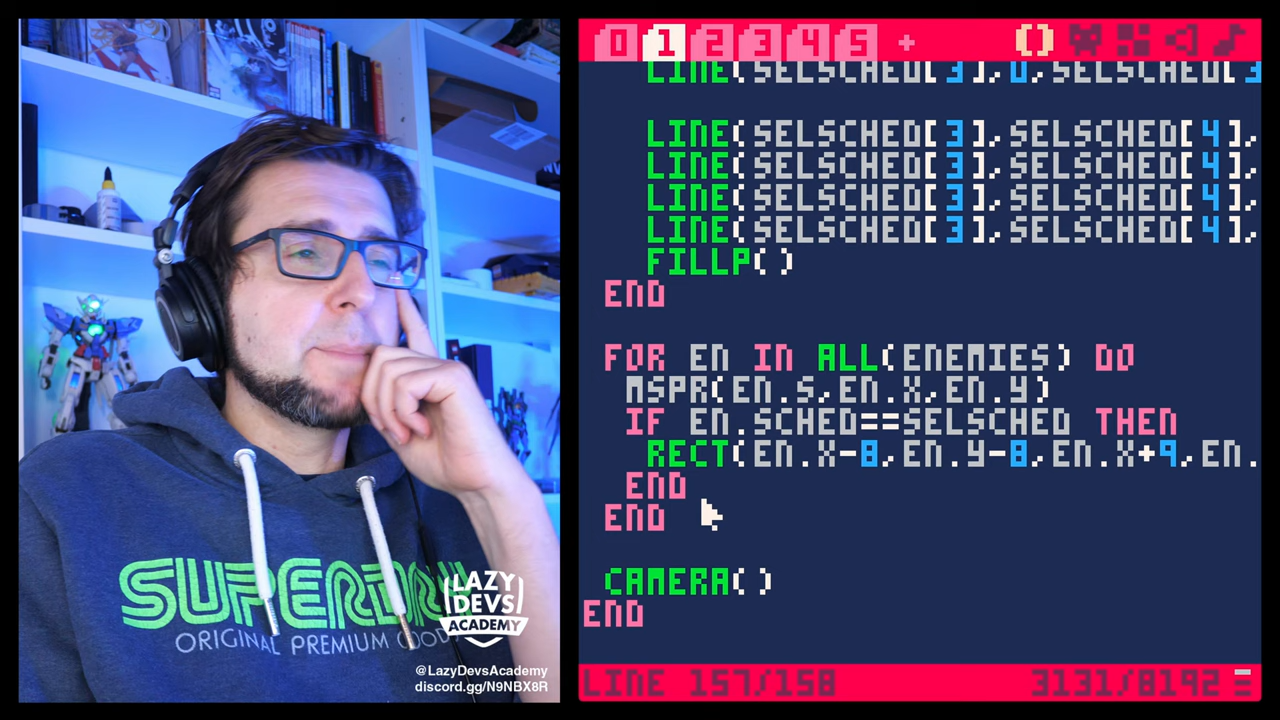 SUPERDRY
ORIGINAL PREMIUM GOOD
LAZY
DEVS
ACADEMY
@LazyDevsAcademy
discord.gg/N9NBX8R
0 1 2 3 4 5 + ()
LINE(SELSCHED[3],0,SELSCHED[3
LINE(SELSCHED[3],SELSCHED[4],
LINE(SELSCHED[3],SELSCHED[4],
LINE(SELSCHED[3],SELSCHED[4],
LINE(SELSCHED[3],SELSCHED[4],
FILLP()
END
FOR EN IN ALL(ENEMIES) DO
MSPR(EN.S,EN.X,EN.Y)
IF EN.SCHED==SELSCHED THEN
RECT(EN.X-8,EN.Y-8,EN.X+9,EN.
END
END
CAMERA()
END
LINE 157/158
3131/8192